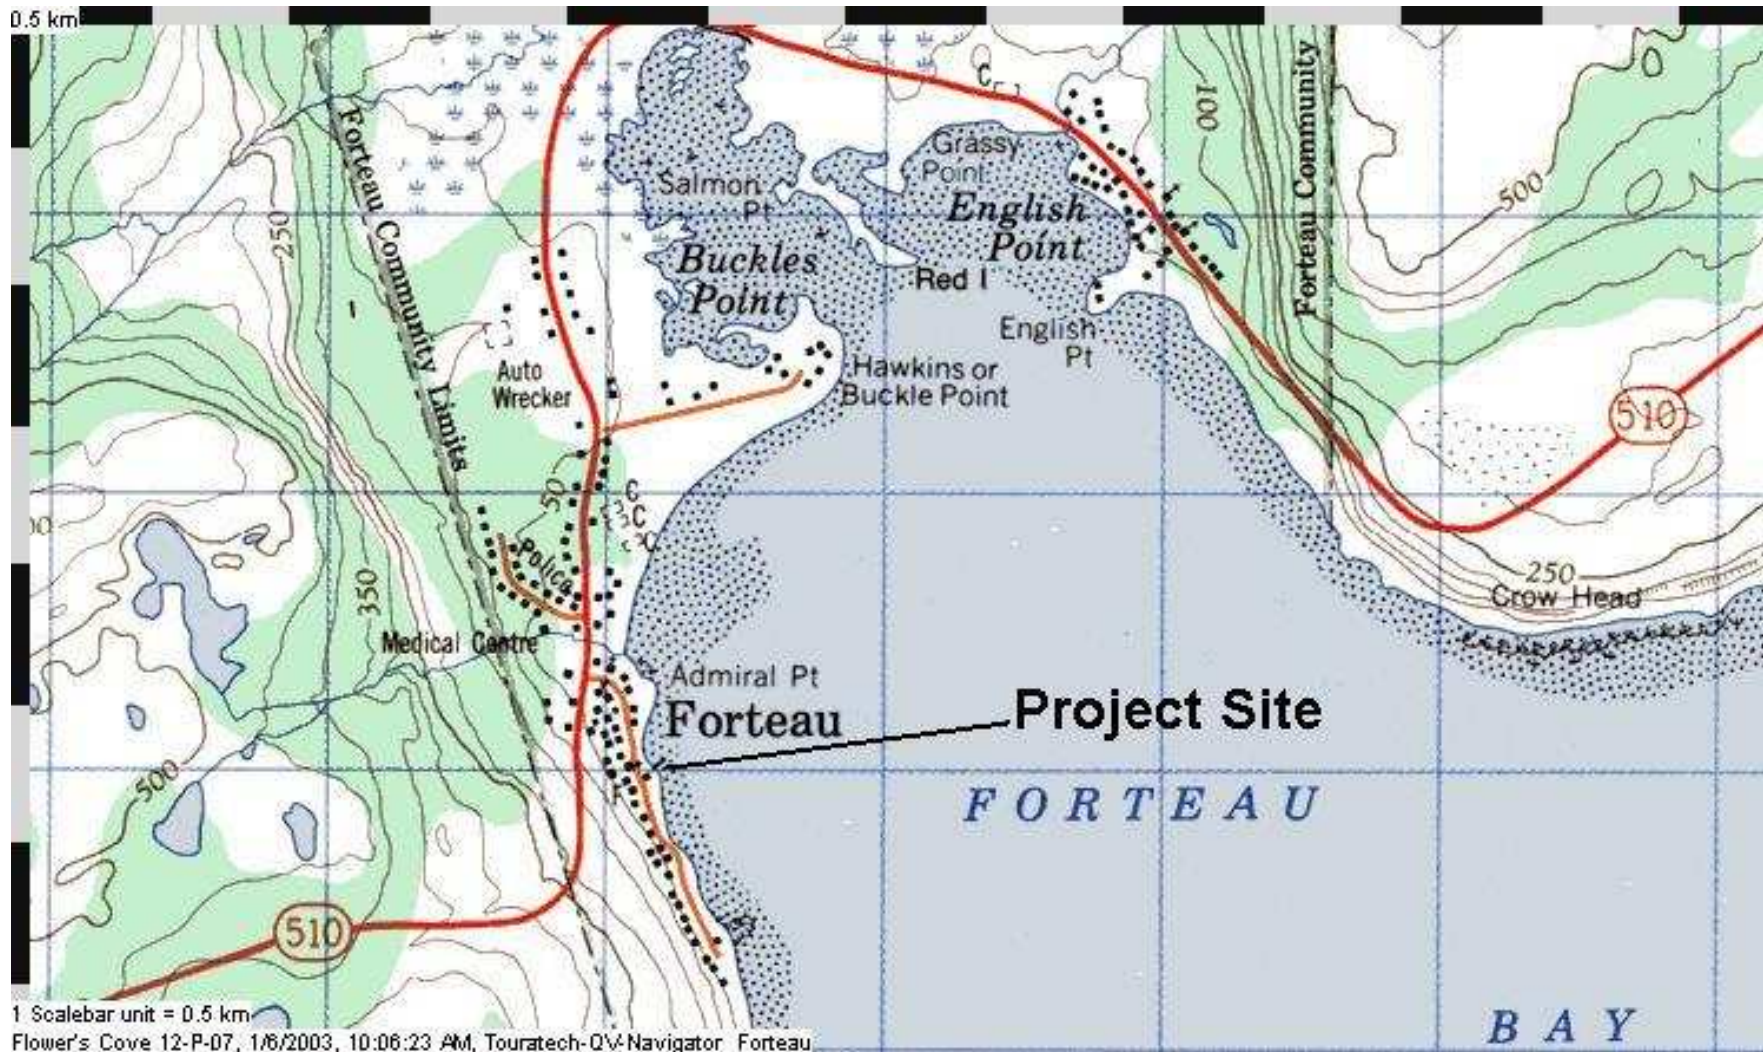 0.5 km
Forteau Community Limits
Forteau Community
C
100
500
250
Salmon
Pt
Grassy
Point
English
Point
Buckles
Point
Red I
English
Pt
Auto
Wrecker
Hawkins or
Buckle Point
510
50
C
C
Police
350
250
Crow Head
Medical Centre
Admiral Pt
Forteau
Project Site
500
FORTEAU
510
BAY
1 Scalebar unit = 0.5 km
Flower's Cove 12-P-07, 1/6/2003, 10:06:23 AM, Touratech-QV-Navigator Forteau